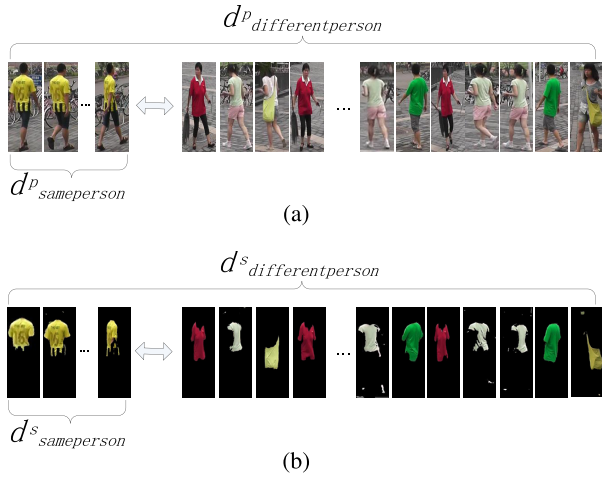 d^p_differentperson
...
...
d^p_sameperson
(a)
d^s_differentperson
...
...
d^s_sameperson
(b)